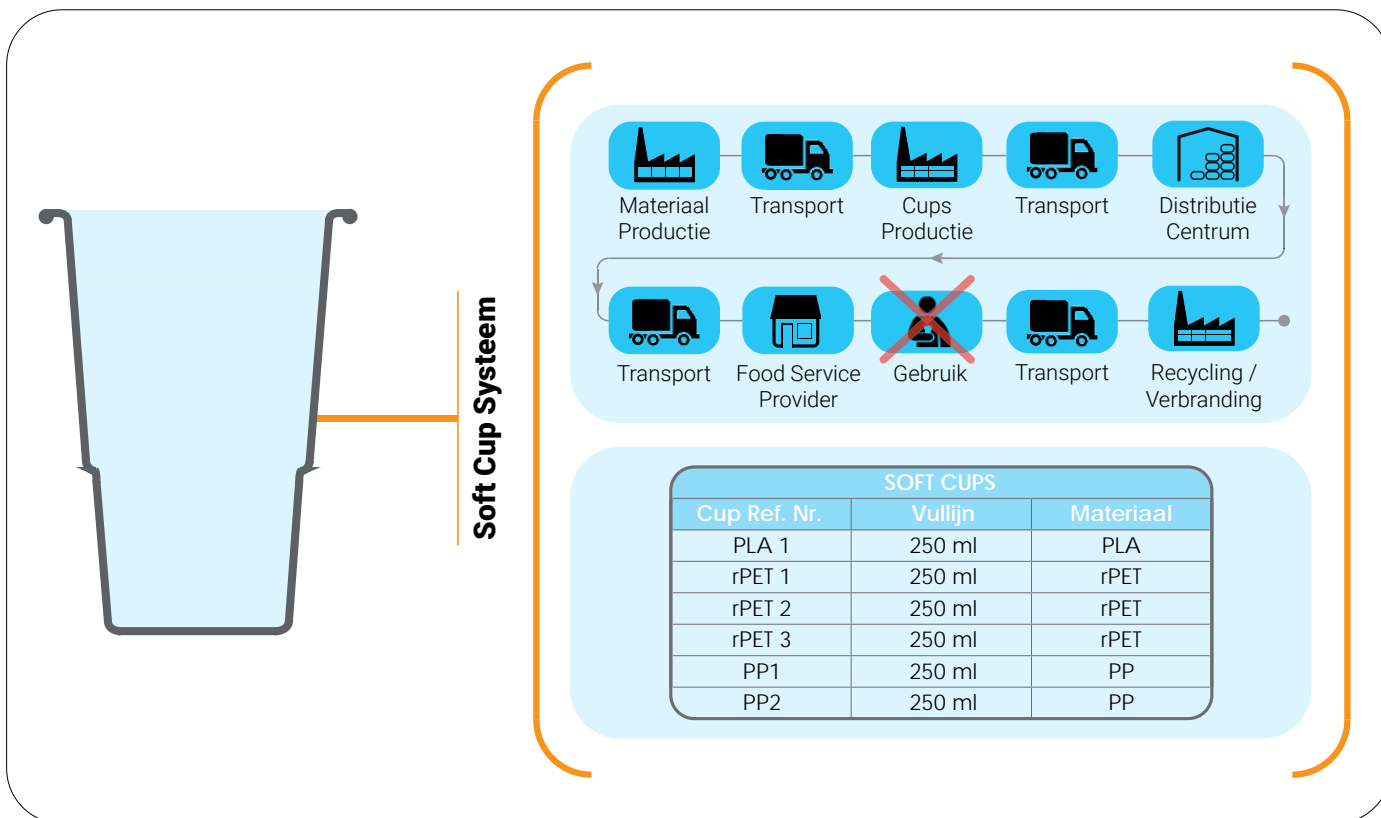 Soft Cup Systeem
Materiaal Productie
Transport
Cups Productie
Transport
Distributie Centrum
Transport
Food Service Provider
Gebruik
Transport
Recycling / Verbranding
SOFT CUPS
Cup Ref. Nr. Vullijn Materiaal
PLA 1 250 ml PLA
rPET 1 250 ml rPET
rPET 2 250 ml rPET
rPET 3 250 ml rPET
PP1 250 ml PP
PP2 250 ml PP